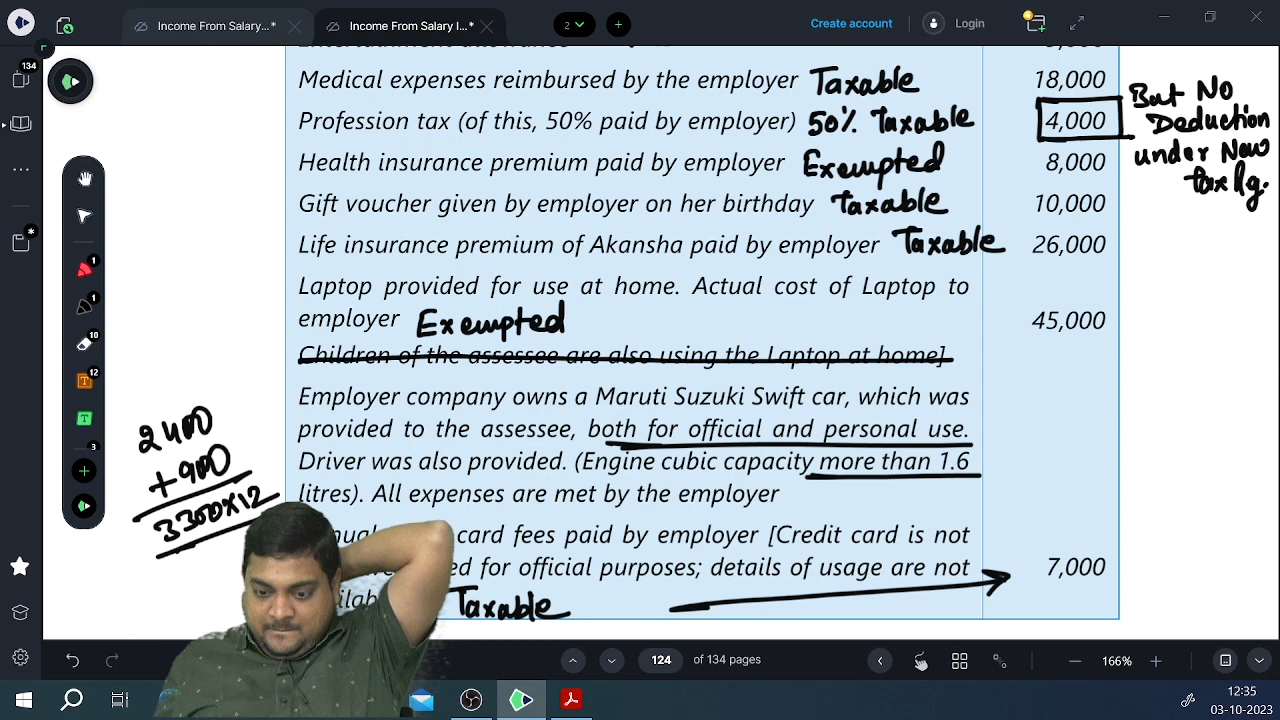 Income From Salary...*
Income From Salary I...*
2
Create account
Login
134
Medical expenses reimbursed by the employer Taxable 18,000
Profession tax (of this, 50% paid by employer) 50% Taxable 4,000
But No
Deduction
under New
tax Rg.
Health insurance premium paid by employer Exempted 8,000
Gift voucher given by employer on her birthday Taxable 10,000
Life insurance premium of Akansha paid by employer Taxable 26,000
Laptop provided for use at home. Actual cost of Laptop to
employer Exempted 45,000
Children of the assessee are also using the Laptop at home]
Employer company owns a Maruti Suzuki Swift car, which was
provided to the assessee, both for official and personal use.
Driver was also provided. (Engine cubic capacity more than 1.6
litres). All expenses are met by the employer
2400
+900
3300x12
card fees paid by employer [Credit card is not
for official purposes; details of usage are not 7,000
Taxable
1
1
10
12
3
124 of 134 pages
166%
12:35
03-10-2023